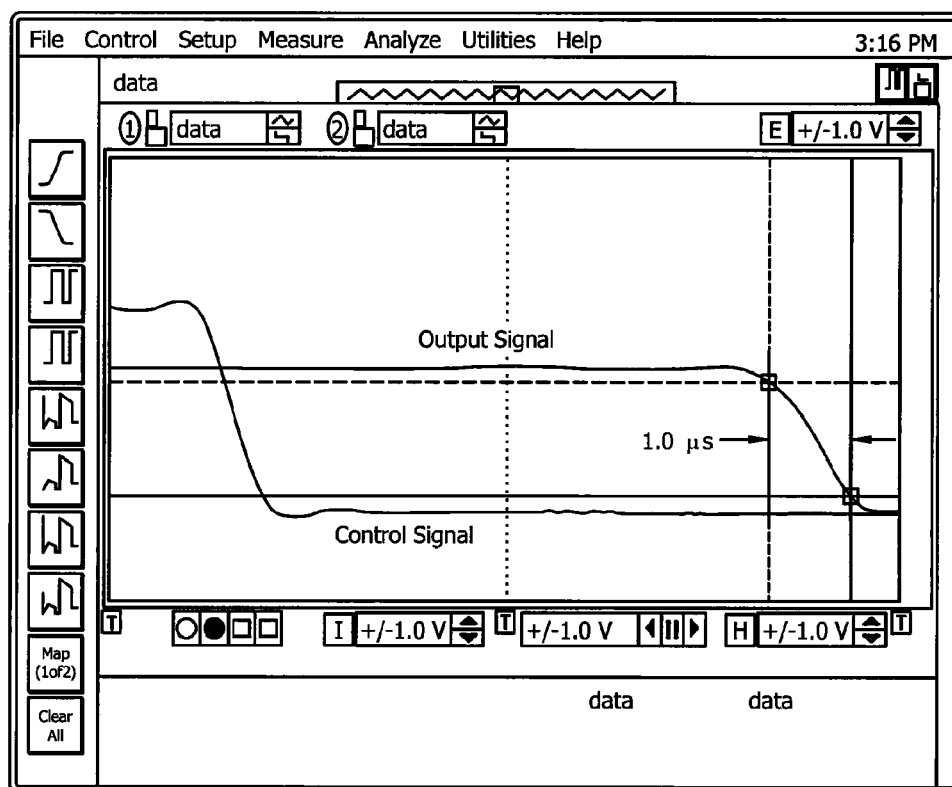 File Control Setup Measure Analyze Utilities Help 3:16 PM
data
1 data 2 data E +/-1.0 V
Output Signal
1.0 μs
Control Signal
T I +/-1.0 V T +/-1.0 V H +/-1.0 V T
Map
(1of2)
data data
Clear
All